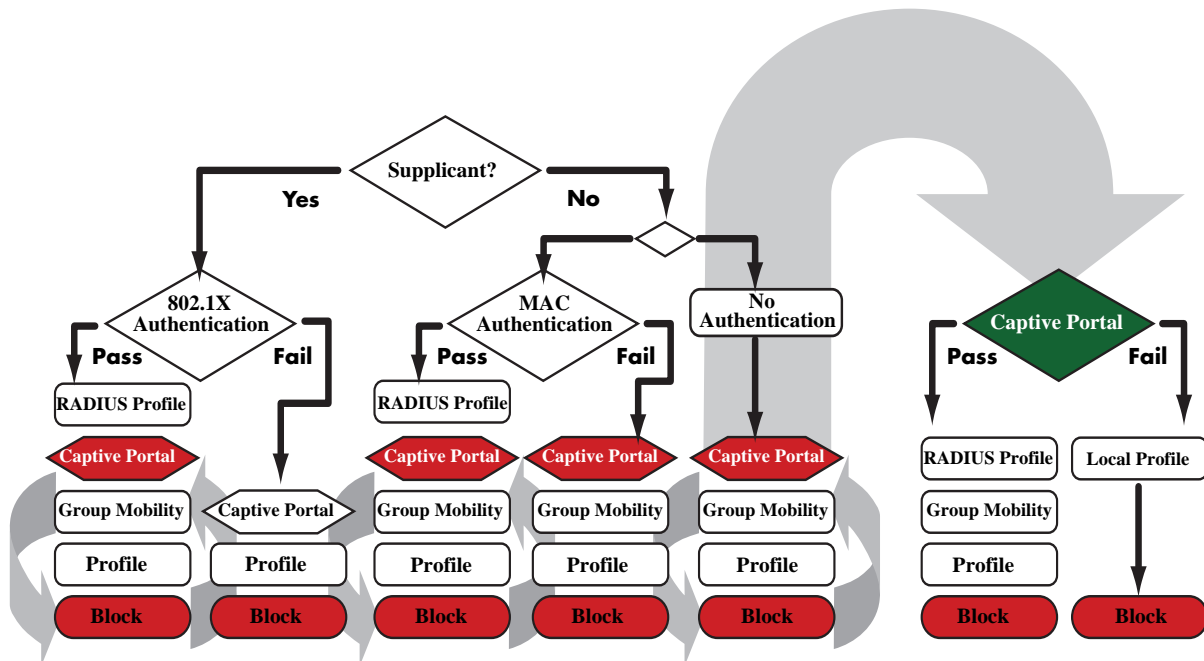 Supplicant?
Yes
No
802.1X
Authentication
Pass
Fail
RADIUS Profile
Captive Portal
Group Mobility
Profile
Block
Captive Portal
Profile
Block
MAC
Authentication
Pass
Fail
RADIUS Profile
Captive Portal
Group Mobility
Profile
Block
Captive Portal
Group Mobility
Profile
Block
No
Authentication
Captive Portal
Group Mobility
Profile
Block
Captive Portal
Pass
Fail
RADIUS Profile
Group Mobility
Profile
Block
Local Profile
Block